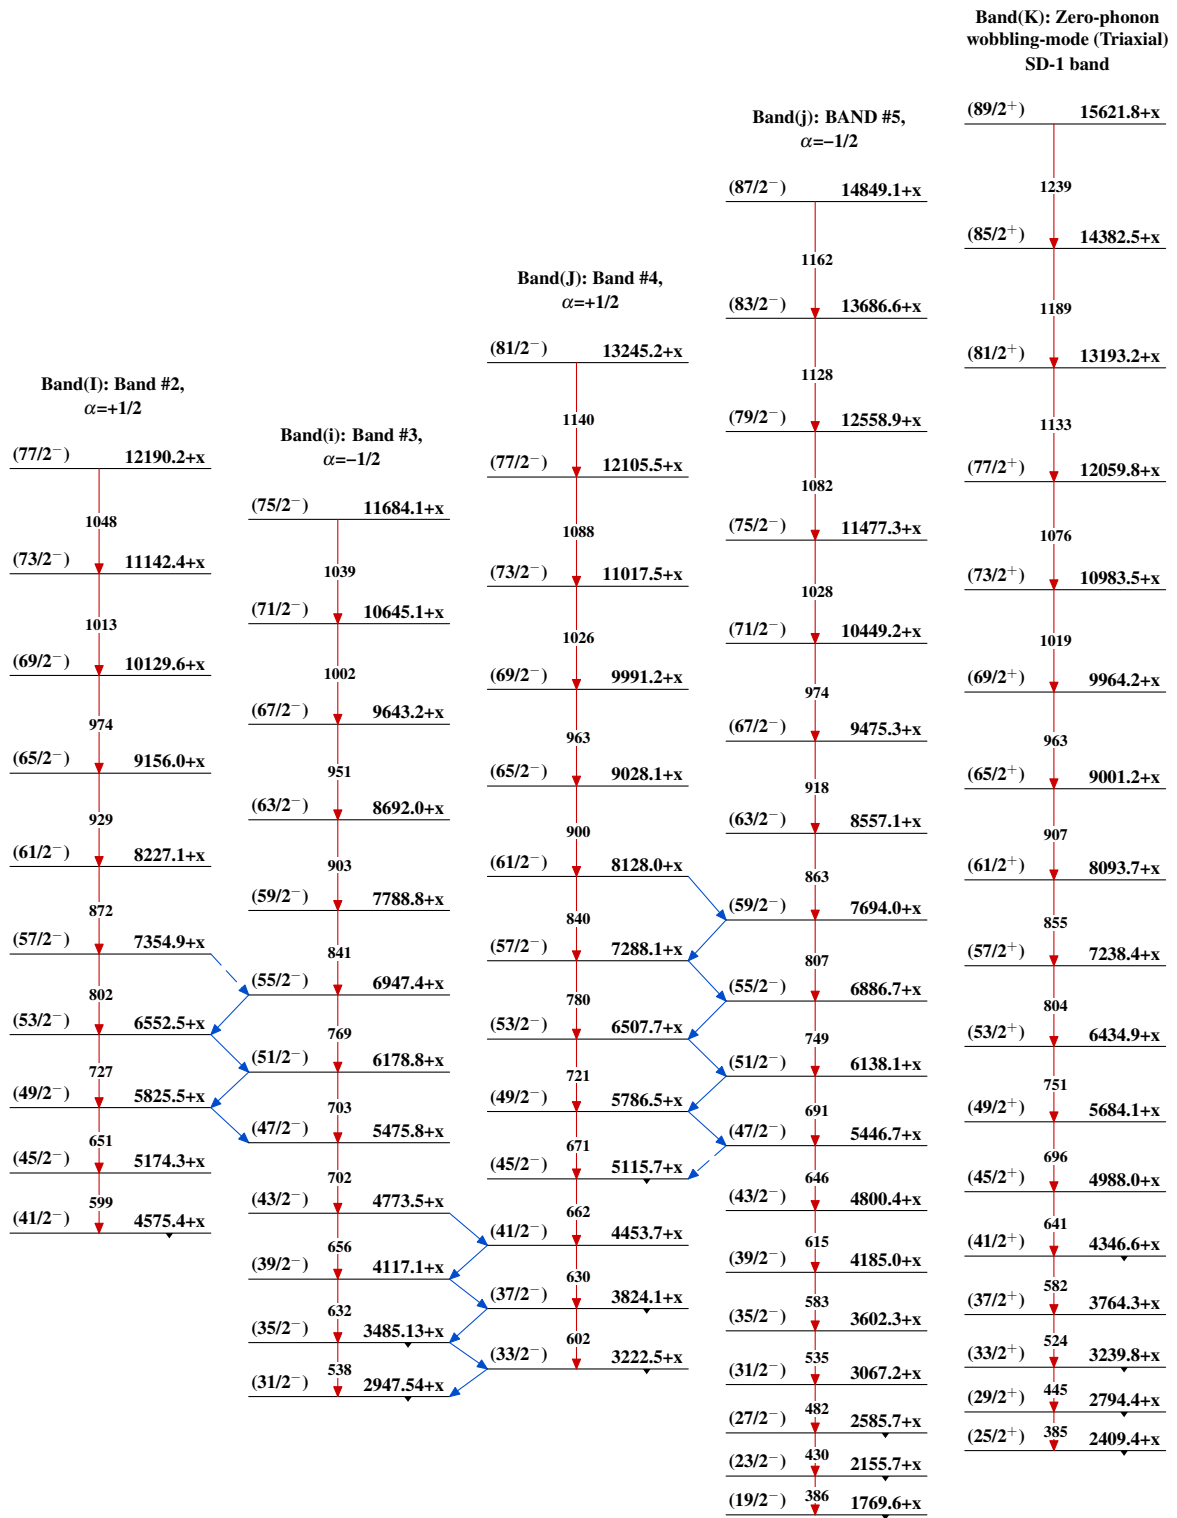 Band(I): Band #2,
α=+1/2
(77/2−) 12190.2+x
1048
(73/2−) 11142.4+x
1013
(69/2−) 10129.6+x
974
(65/2−) 9156.0+x
929
(61/2−) 8227.1+x
872
(57/2−) 7354.9+x
802
(53/2−) 6552.5+x
727
(49/2−) 5825.5+x
651
(45/2−) 5174.3+x
599
(41/2−) 4575.4+x
Band(i): Band #3,
α=−1/2
(75/2−) 11684.1+x
1039
(71/2−) 10645.1+x
1002
(67/2−) 9643.2+x
951
(63/2−) 8692.0+x
903
(59/2−) 7788.8+x
841
(55/2−) 6947.4+x
769
(51/2−) 6178.8+x
703
(47/2−) 5475.8+x
702
(43/2−) 4773.5+x
656
(39/2−) 4117.1+x
632
(35/2−) 3485.13+x
538
(31/2−) 2947.54+x
Band(J): Band #4,
α=+1/2
(81/2−) 13245.2+x
1140
(77/2−) 12105.5+x
1088
(73/2−) 11017.5+x
1026
(69/2−) 9991.2+x
963
(65/2−) 9028.1+x
900
(61/2−) 8128.0+x
840
(57/2−) 7288.1+x
780
(53/2−) 6507.7+x
721
(49/2−) 5786.5+x
671
(45/2−) 5115.7+x
662
(41/2−) 4453.7+x
630
(37/2−) 3824.1+x
602
(33/2−) 3222.5+x
Band(j): BAND #5,
α=−1/2
(87/2−) 14849.1+x
1162
(83/2−) 13686.6+x
1128
(79/2−) 12558.9+x
1082
(75/2−) 11477.3+x
1028
(71/2−) 10449.2+x
974
(67/2−) 9475.3+x
918
(63/2−) 8557.1+x
863
(59/2−) 7694.0+x
807
(55/2−) 6886.7+x
749
(51/2−) 6138.1+x
691
(47/2−) 5446.7+x
646
(43/2−) 4800.4+x
615
(39/2−) 4185.0+x
583
(35/2−) 3602.3+x
535
(31/2−) 3067.2+x
482
(27/2−) 2585.7+x
430
(23/2−) 2155.7+x
386
(19/2−) 1769.6+x
Band(K): Zero-phonon
wobbling-mode (Triaxial)
SD-1 band
(89/2+) 15621.8+x
1239
(85/2+) 14382.5+x
1189
(81/2+) 13193.2+x
1133
(77/2+) 12059.8+x
1076
(73/2+) 10983.5+x
1019
(69/2+) 9964.2+x
963
(65/2+) 9001.2+x
907
(61/2+) 8093.7+x
855
(57/2+) 7238.4+x
804
(53/2+) 6434.9+x
751
(49/2+) 5684.1+x
696
(45/2+) 4988.0+x
641
(41/2+) 4346.6+x
582
(37/2+) 3764.3+x
524
(33/2+) 3239.8+x
445
(29/2+) 2794.4+x
385
(25/2+) 2409.4+x